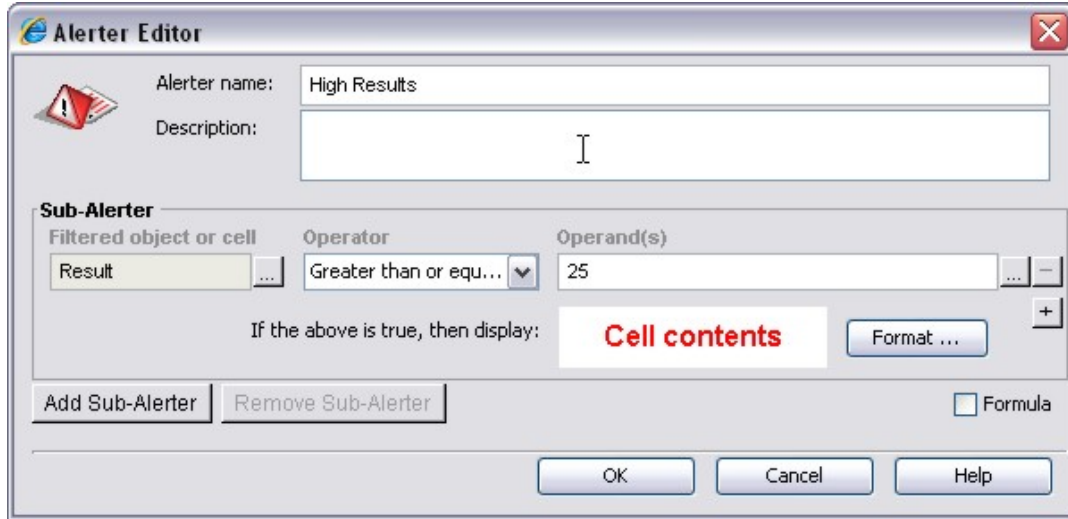 Alerter Editor
Alerter name: High Results
Description:
Sub-Alerter
Filtered object or cell Operator Operand(s)
Result ... Greater than or equ... 25 ... −
+
If the above is true, then display: Cell contents Format ...
Add Sub-Alerter Remove Sub-Alerter Formula
OK Cancel Help